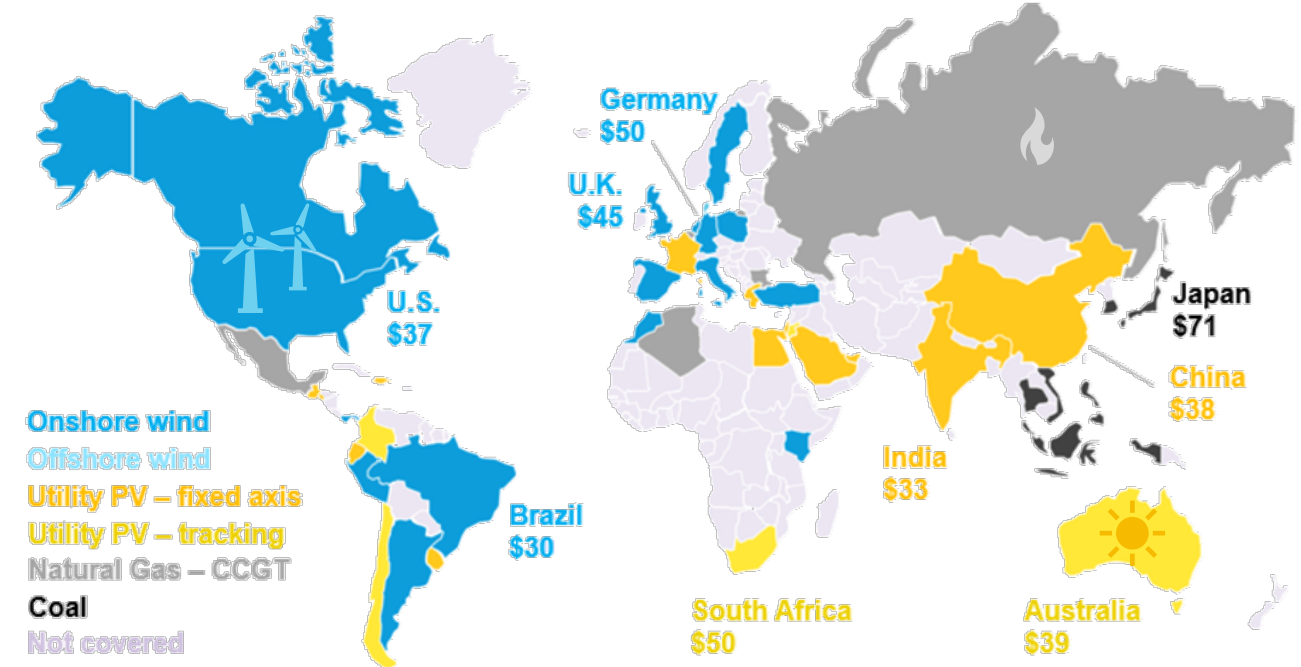 Germany
$50
U.K.
$45
U.S.
$37
Japan
$71
China
$38
India
$33
Brazil
$30
South Africa
$50
Australia
$39
Onshore wind
Offshore wind
Utility PV – fixed axis
Utility PV – tracking
Natural Gas – CCGT
Coal
Not covered